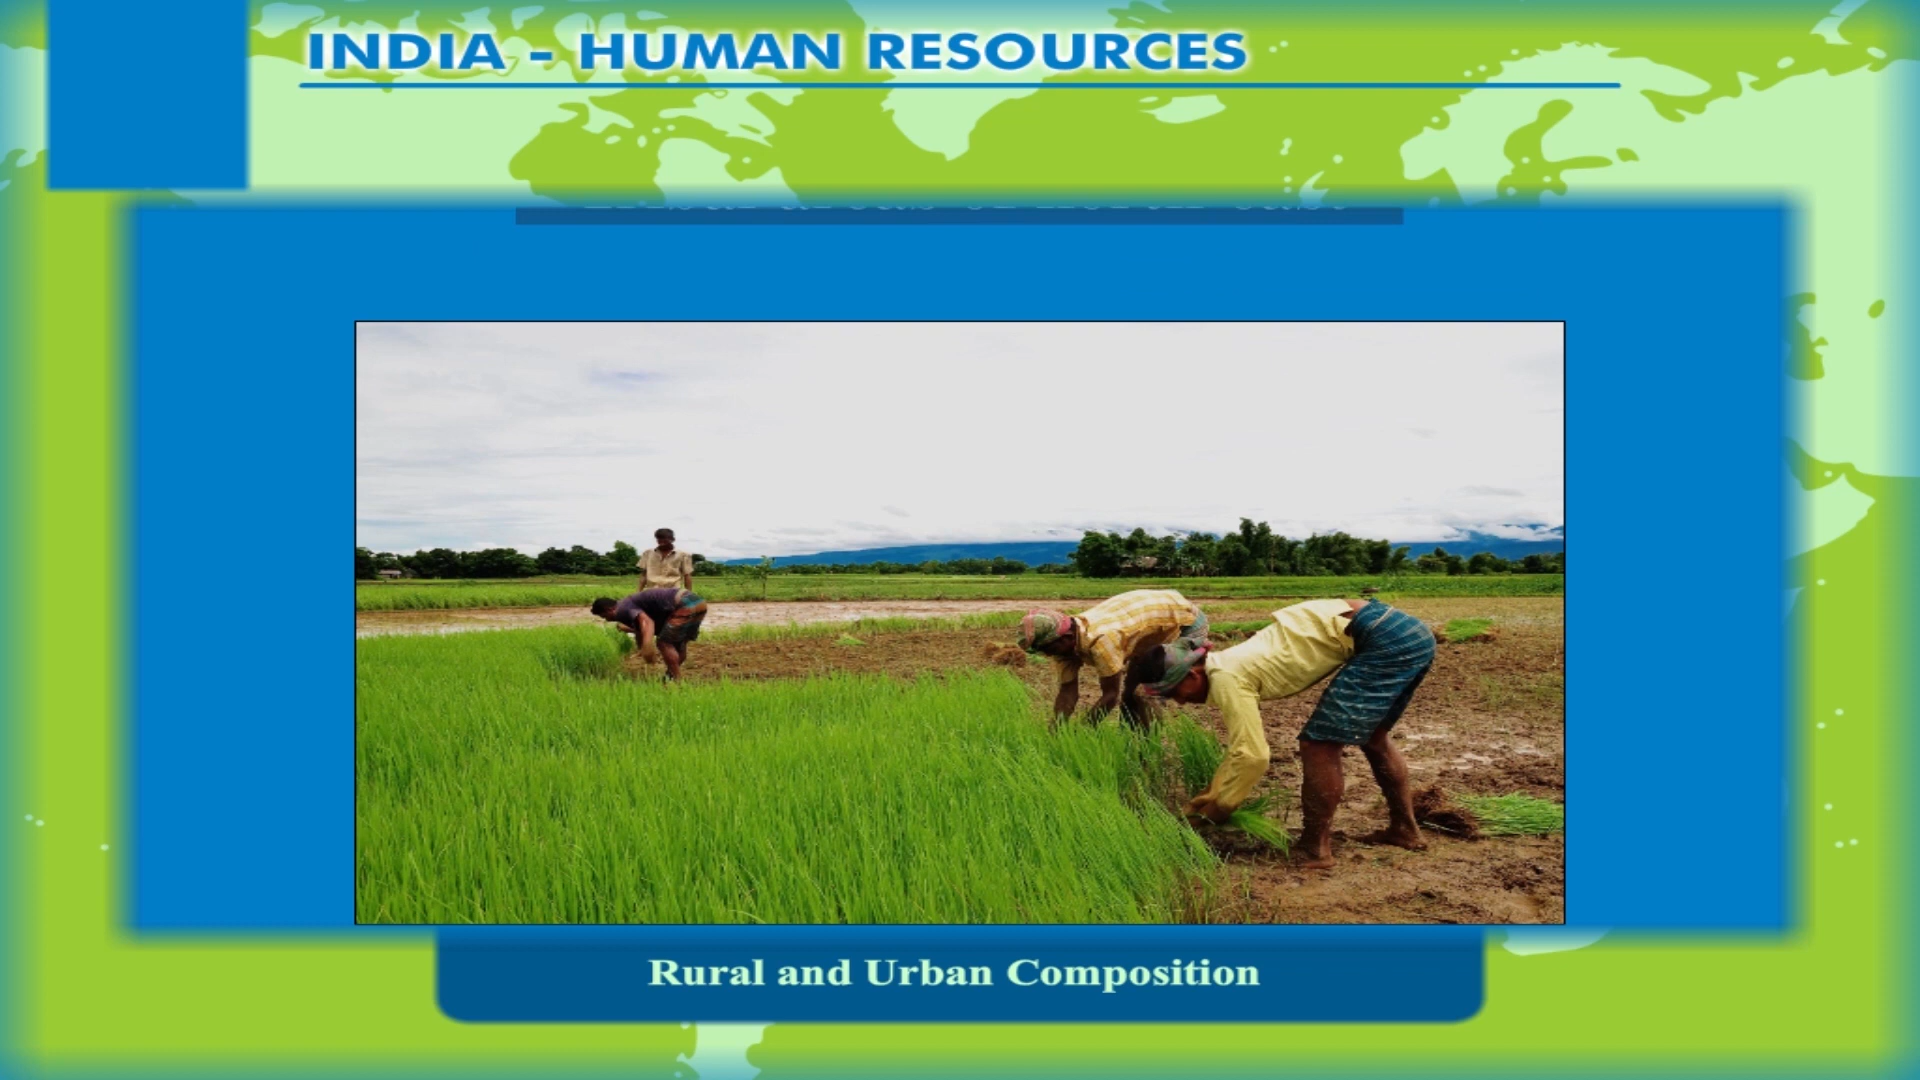 INDIA - HUMAN RESOURCES
Rural and Urban Composition